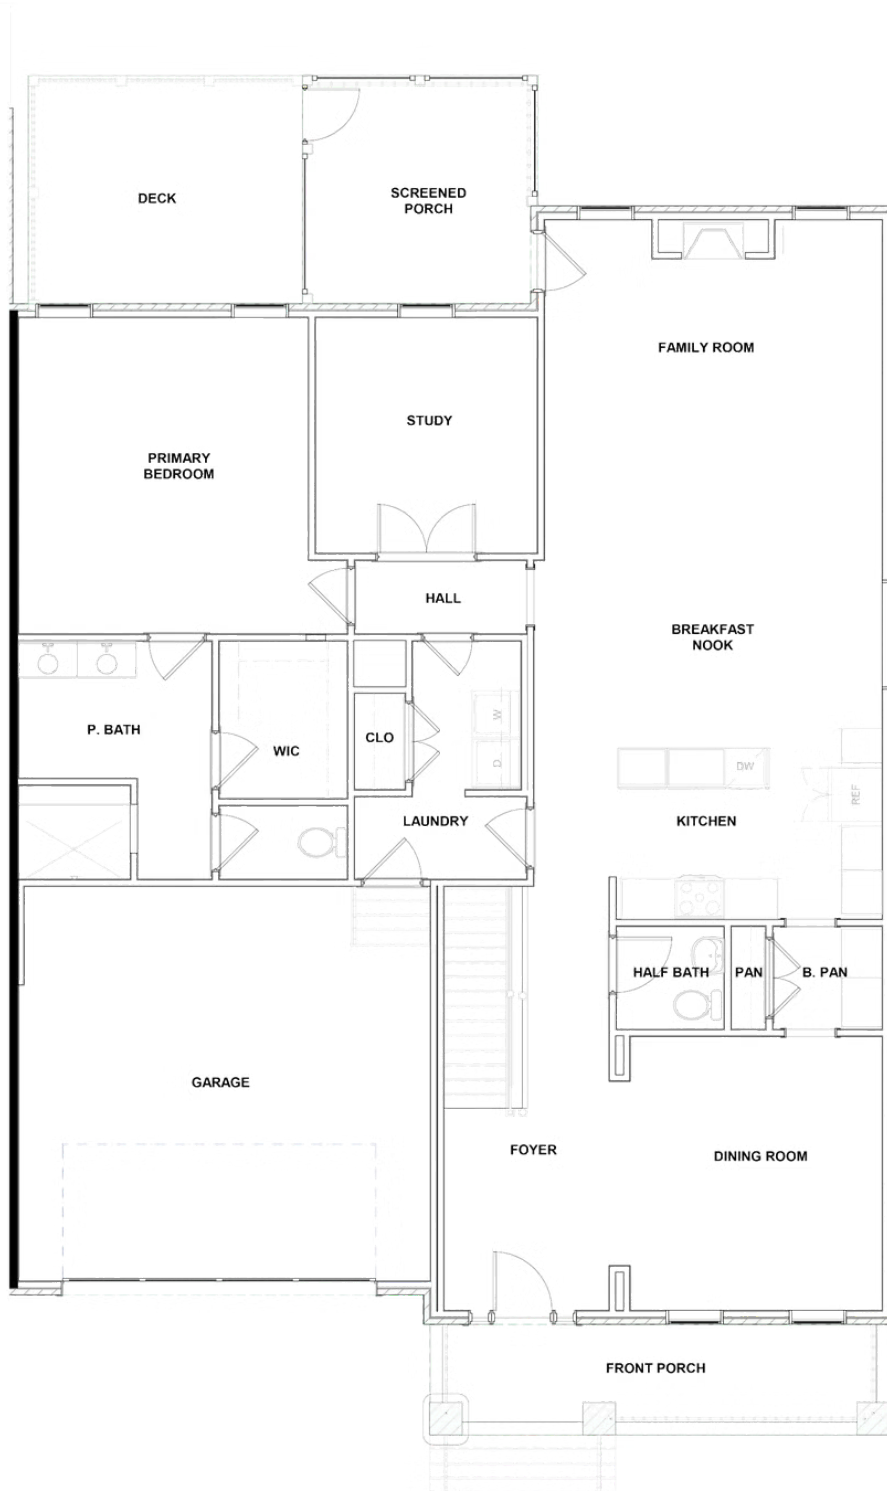 DECK
SCREENED
PORCH
FAMILY ROOM
STUDY
PRIMARY
BEDROOM
HALL
BREAKFAST
NOOK
P. BATH
WIC
CLO
W
D
DW
REF
LAUNDRY
KITCHEN
HALF BATH
PAN
B. PAN
GARAGE
FOYER
DINING ROOM
FRONT PORCH